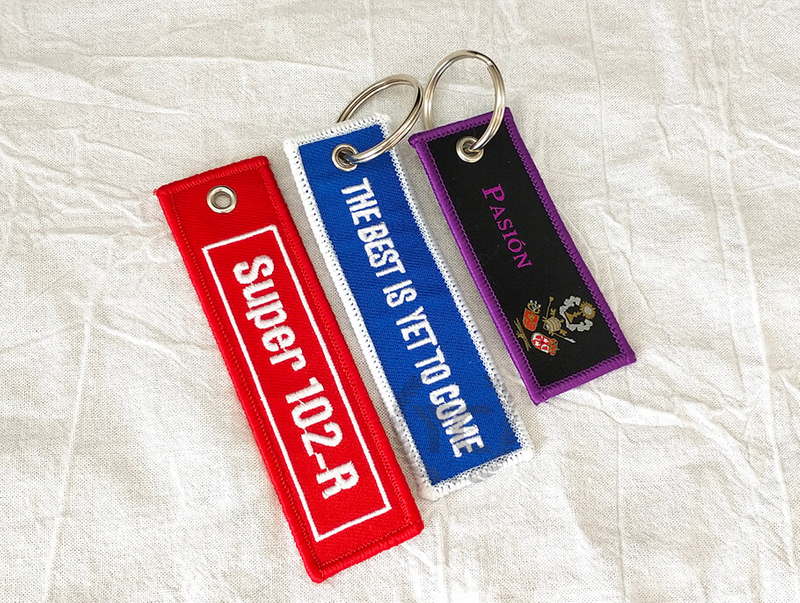 Super 102-R
THE BEST IS YET TO COME
PASIÓN